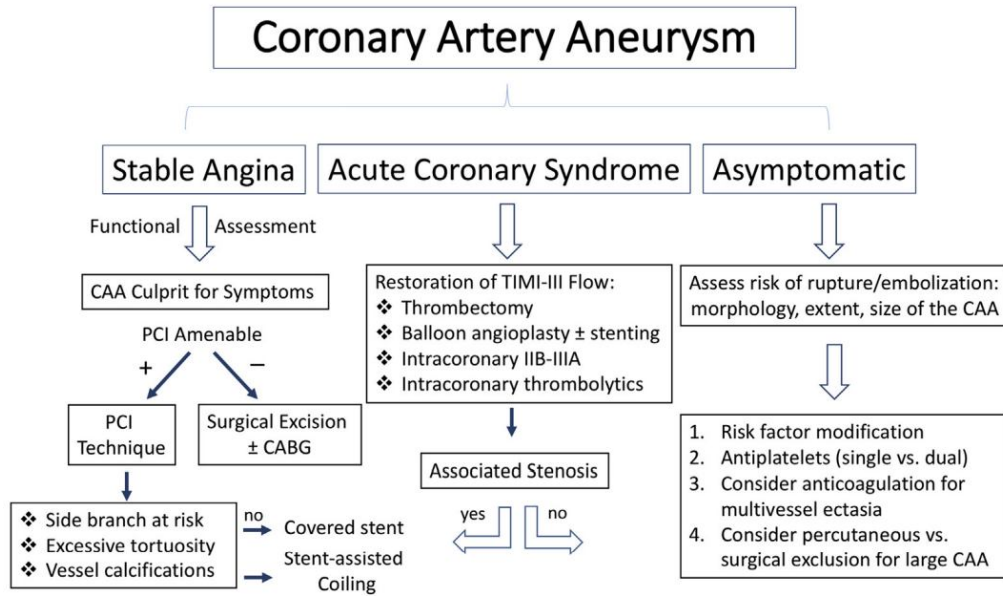 Coronary Artery Aneurysm
Stable Angina
Acute Coronary Syndrome
Asymptomatic
Functional Assessment
CAA Culprit for Symptoms
PCI Amenable
+
−
PCI
Technique
Surgical Excision
± CABG
❖ Side branch at risk
❖ Excessive tortuosity
❖ Vessel calcifications
no
Covered stent
Stent-assisted
Coiling
Restoration of TIMI-III Flow:
❖ Thrombectomy
❖ Balloon angioplasty ± stenting
❖ Intracoronary IIB-IIIA
❖ Intracoronary thrombolytics
Associated Stenosis
yes
no
Assess risk of rupture/embolization:
morphology, extent, size of the CAA
1. Risk factor modification
2. Antiplatelets (single vs. dual)
3. Consider anticoagulation for
multivessel ectasia
4. Consider percutaneous vs.
surgical exclusion for large CAA